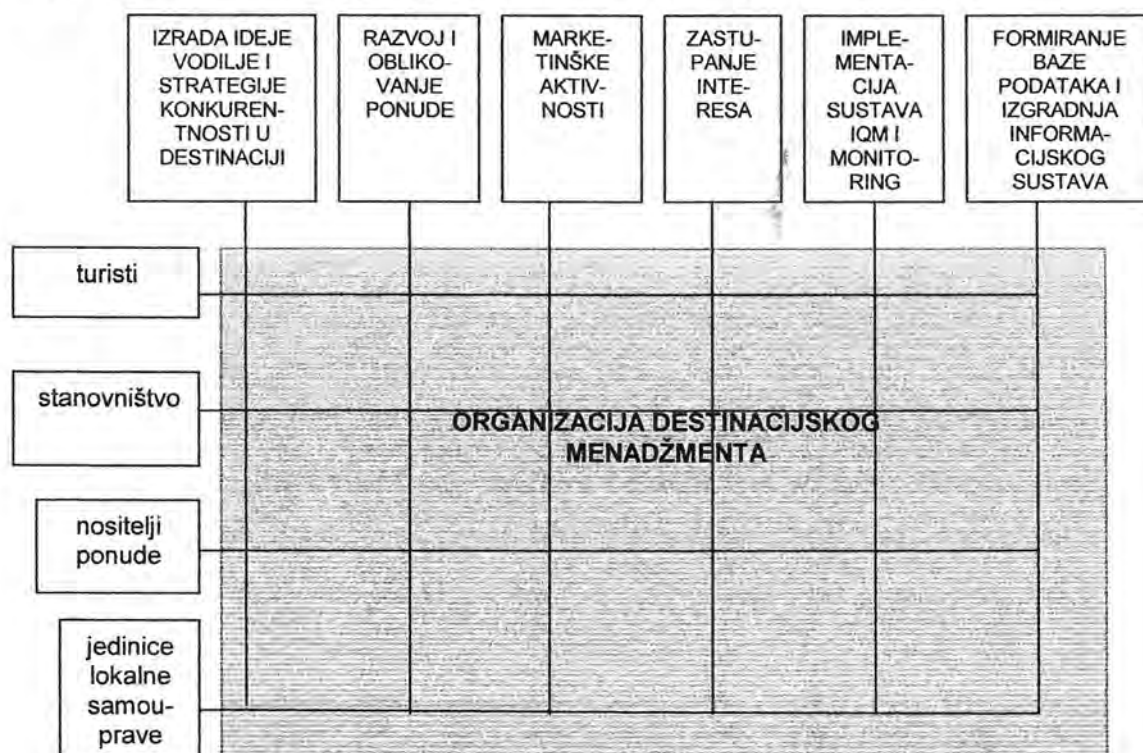 IZRADA IDEJE
VODILJE I
STRATEGIJE
KONKUREN-
TNOSTI U
DESTINACIJI
RAZVOJ I
OBLIKO-
VANJE
PONUDE
MARKE-
TINŠKE
AKTIV-
NOSTI
ZASTU-
PANJE
INTE-
RESA
IMPLE-
MENTA-
CIJA
SUSTAVA
IQM I
MONITO-
RING
FORMIRANJE
BAZE
PODATAKA I
IZGRADNJA
INFORMA-
CIJSKOG
SUSTAVA
turisti
stanovništvo
ORGANIZACIJA DESTINACIJSKOG
MENADŽMENTA
nositelji
ponude
jedinice
lokalne
samou-
prave